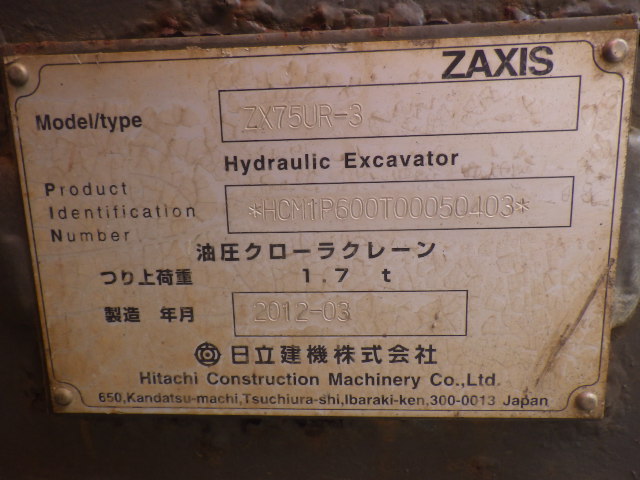 ZAXIS
Model/type ZX75UR-3
Hydraulic Excavator
Product
Identification *HCM1P600T00050403*
Number
油圧クローラクレーン
つり上荷重 1.7 t
製造 年月 2012-03
日立建機株式会社
Hitachi Construction Machinery Co.,Ltd.
650,Kandatsu-machi,Tsuchiura-shi,Ibaraki-ken,300-0013 Japan